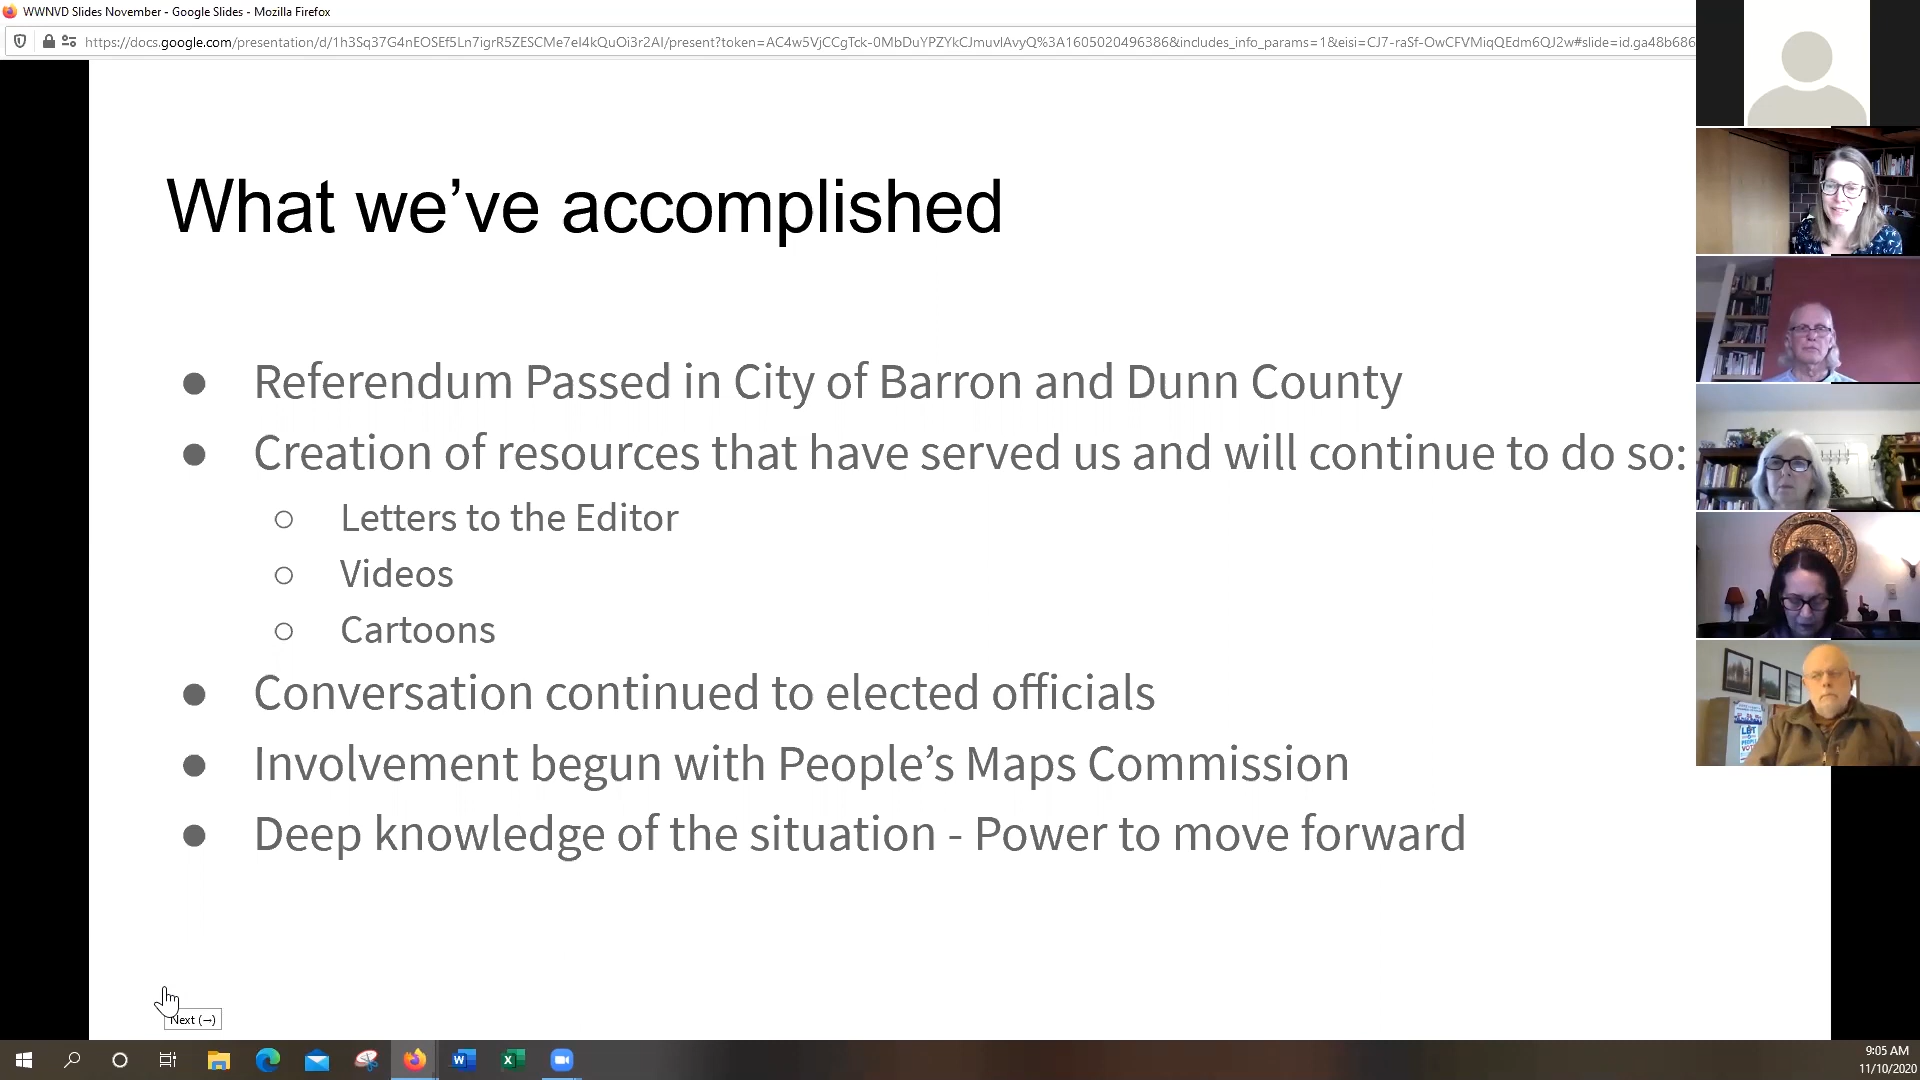 WWNVD Slides November - Google Slides - Mozilla Firefox
https://docs.google.com/presentation/d/1h3Sq37G4nEOSEf5Ln7igrR5ZESCMe7eI4kQuOi3r2AI/present?token=AC4w5VjCCgTck-0MbDuYPZYkCJmuvlAvyQ%3A1605020496386&includes_info_params=1&eisi=CJ7-raSf-OwCFVMiqQEdm6QJ2w#slide=id.ga48b686
What we’ve accomplished
● Referendum Passed in City of Barron and Dunn County
● Creation of resources that have served us and will continue to do so:
○ Letters to the Editor
○ Videos
○ Cartoons
● Conversation continued to elected officials
● Involvement begun with People’s Maps Commission
● Deep knowledge of the situation - Power to move forward
Next (→)
9:05 AM
11/10/2020